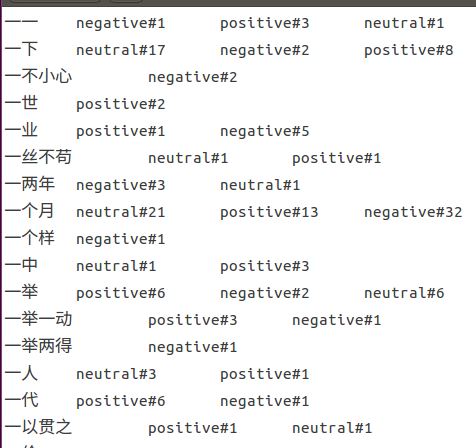 一一 negative#1 positive#3 neutral#1
一下 neutral#17 negative#2 positive#8
一不小心 negative#2
一世 positive#2
一业 positive#1 negative#5
一丝不苟 neutral#1 positive#1
一两年 negative#3 neutral#1
一个月 neutral#21 positive#13 negative#32
一个样 negative#1
一中 neutral#1 positive#3
一举 positive#6 negative#2 neutral#6
一举一动 positive#3 negative#1
一举两得 negative#1
一人 neutral#3 positive#1
一代 positive#6 negative#1
一以贯之 positive#1 neutral#1